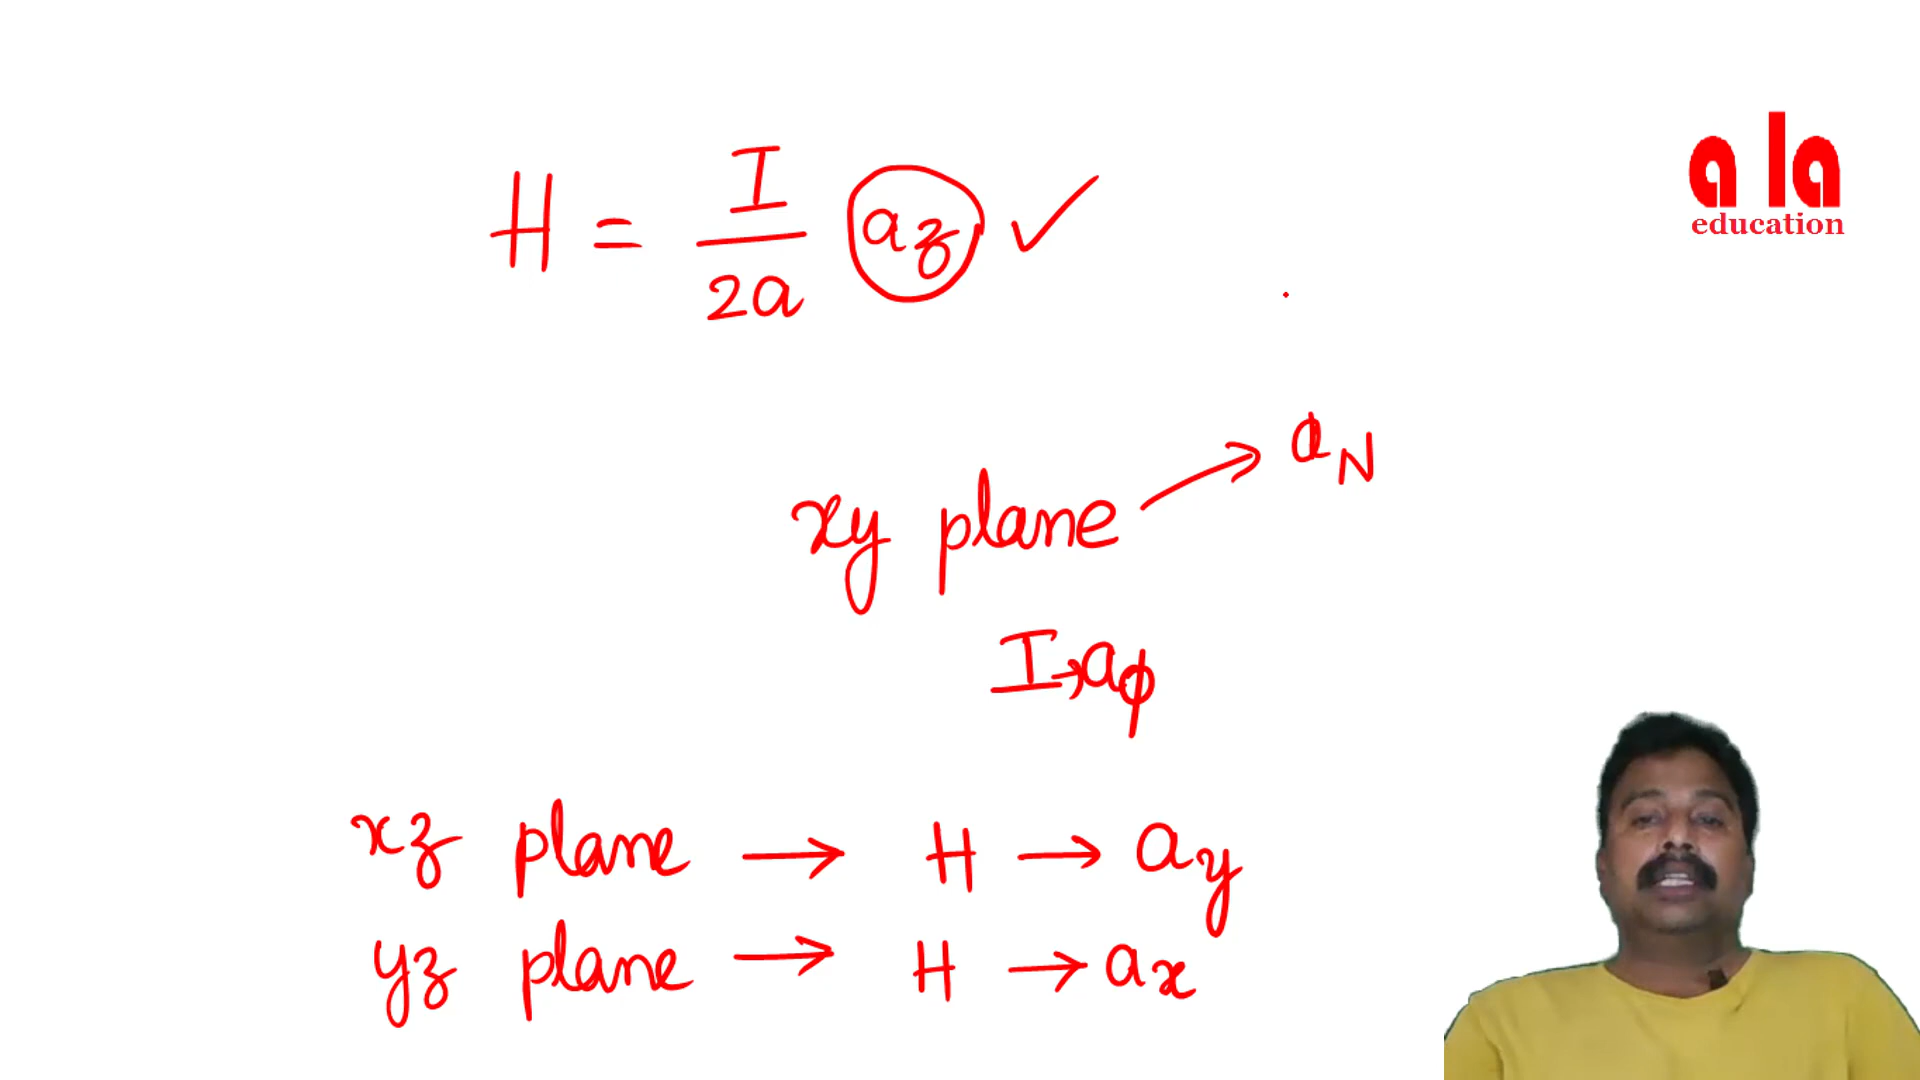 H = I/2a az ✓
a la
education
xy plane → aN
I → aϕ
xz plane → H → ay
yz plane → H → ax